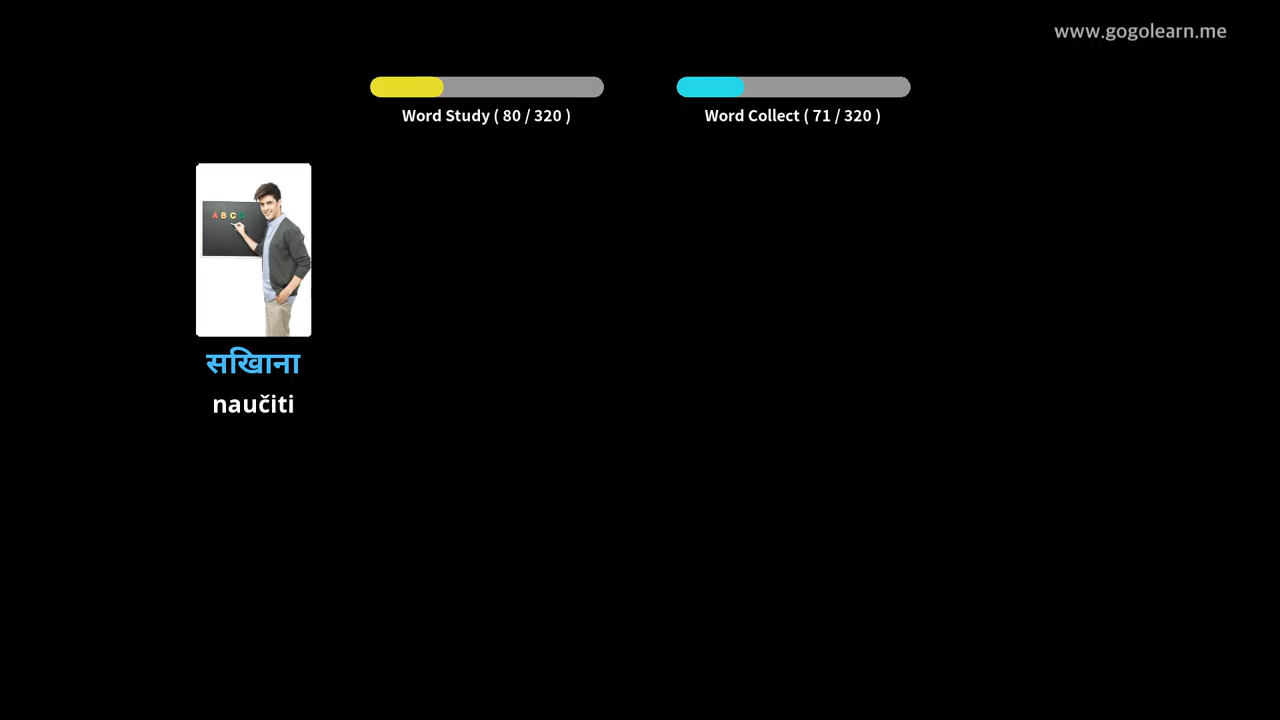 www.gogolearn.me
Word Study ( 80 / 320 )
Word Collect ( 71 / 320 )
A B C D
सखिाना
naučiti